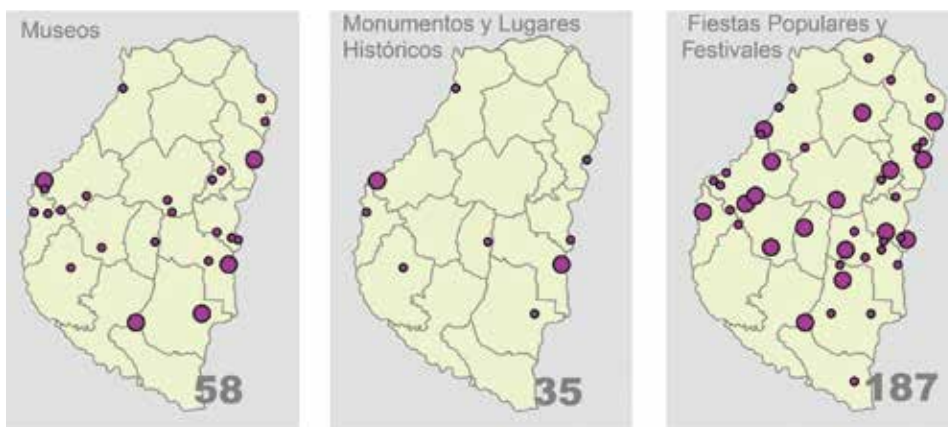 Museos
58
Monumentos y Lugares
Históricos
35
Fiestas Populares y
Festivales
187